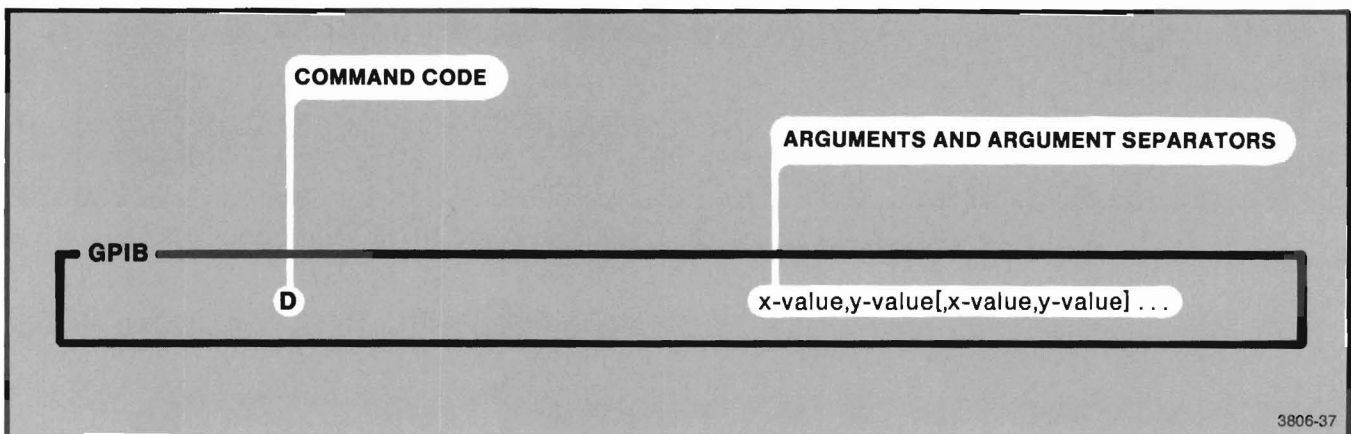 COMMAND CODE
ARGUMENTS AND ARGUMENT SEPARATORS
GPIB
D x-value,y-value[,x-value,y-value] . . .
3806-37